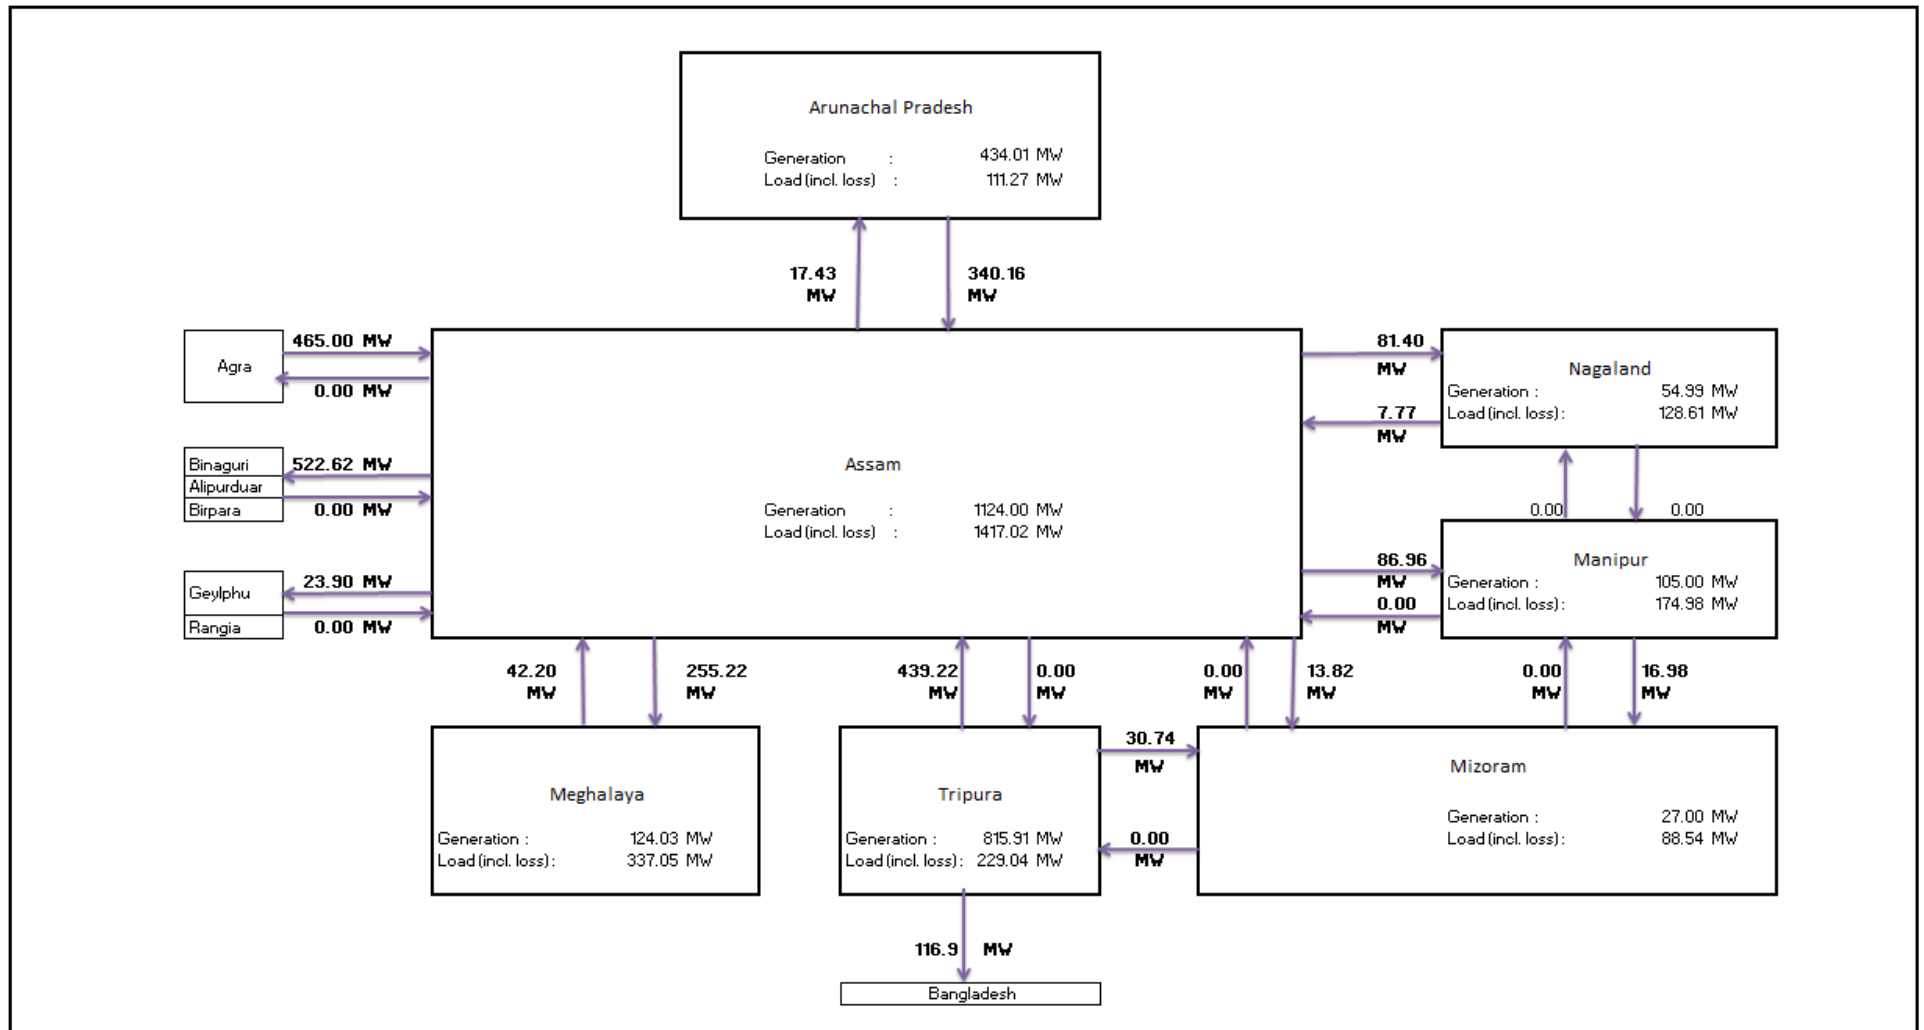 Arunachal Pradesh
Generation : 434.01 MW
Load (incl. loss) : 111.27 MW
17.43 MW
340.16 MW
Agra
465.00 MW
0.00 MW
Binaguri
Alipurduar
Birpara
522.62 MW
0.00 MW
Geylphu
Rangia
23.90 MW
0.00 MW
Assam
Generation : 1124.00 MW
Load (incl. loss) : 1417.02 MW
81.40 MW
7.77 MW
Nagaland
Generation : 54.99 MW
Load (incl. loss) : 128.61 MW
0.00
0.00
86.96 MW
0.00 MW
Manipur
Generation : 105.00 MW
Load (incl. loss) : 174.98 MW
42.20 MW
255.22 MW
439.22 MW
0.00 MW
0.00 MW
13.82 MW
0.00 MW
16.98 MW
Meghalaya
Generation : 124.03 MW
Load (incl. loss) : 337.05 MW
Tripura
Generation : 815.91 MW
Load (incl. loss) : 229.04 MW
30.74 MW
0.00 MW
Mizoram
Generation : 27.00 MW
Load (incl. loss) : 88.54 MW
116.9 MW
Bangladesh